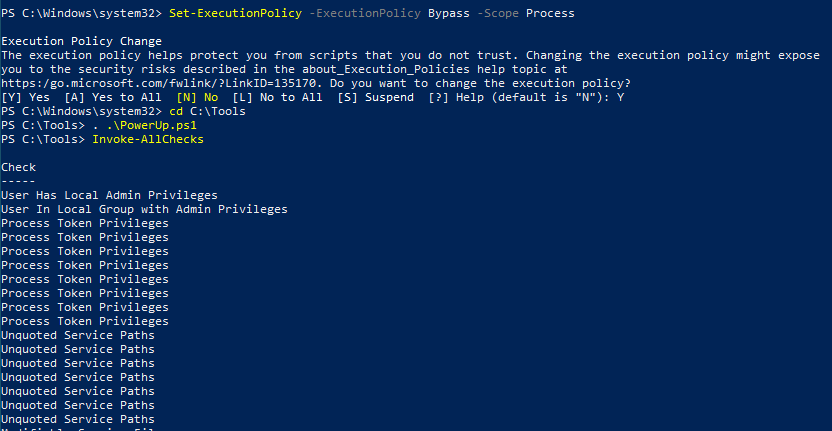 PS C:\Windows\system32> Set-ExecutionPolicy -ExecutionPolicy Bypass -Scope Process
Execution Policy Change
The execution policy helps protect you from scripts that you do not trust. Changing the execution policy might expose
you to the security risks described in the about_Execution_Policies help topic at
https:/go.microsoft.com/fwlink/?LinkID=135170. Do you want to change the execution policy?
[Y] Yes  [A] Yes to All  [N] No  [L] No to All  [S] Suspend  [?] Help (default is "N"): Y
PS C:\Windows\system32> cd C:\Tools
PS C:\Tools> . .\PowerUp.ps1
PS C:\Tools> Invoke-AllChecks
Check
-----
User Has Local Admin Privileges
User In Local Group with Admin Privileges
Process Token Privileges
Process Token Privileges
Process Token Privileges
Process Token Privileges
Process Token Privileges
Process Token Privileges
Process Token Privileges
Process Token Privileges
Unquoted Service Paths
Unquoted Service Paths
Unquoted Service Paths
Unquoted Service Paths
Unquoted Service Paths
Unquoted Service Paths
Unquoted Service Paths